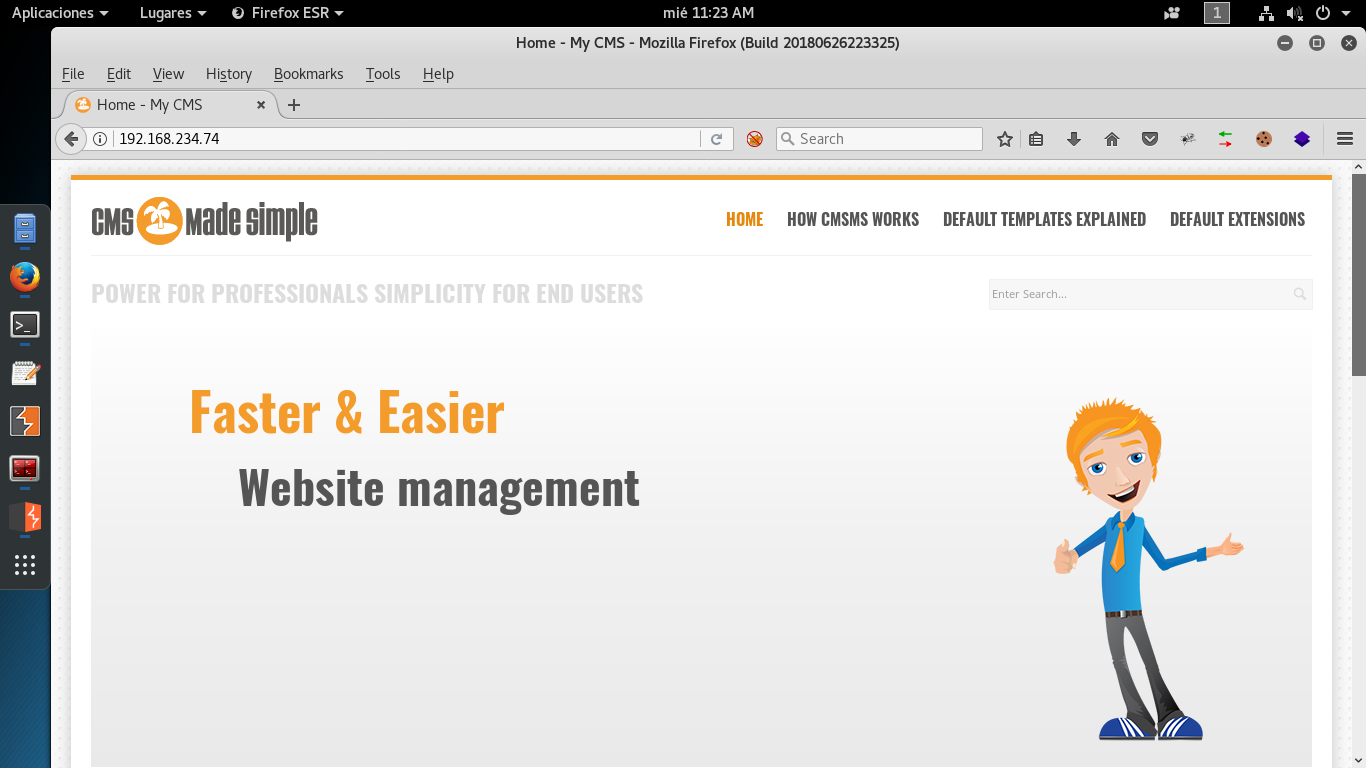 Aplicaciones Lugares Firefox ESR mié 11:23 AM 1
Home - My CMS - Mozilla Firefox (Build 20180626223325)
File Edit View History Bookmarks Tools Help
Home - My CMS
192.168.234.74 Search
CMS Made Simple HOME HOW CMSMS WORKS DEFAULT TEMPLATES EXPLAINED DEFAULT EXTENSIONS
POWER FOR PROFESSIONALS SIMPLICITY FOR END USERS Enter Search...
Faster & Easier
Website management